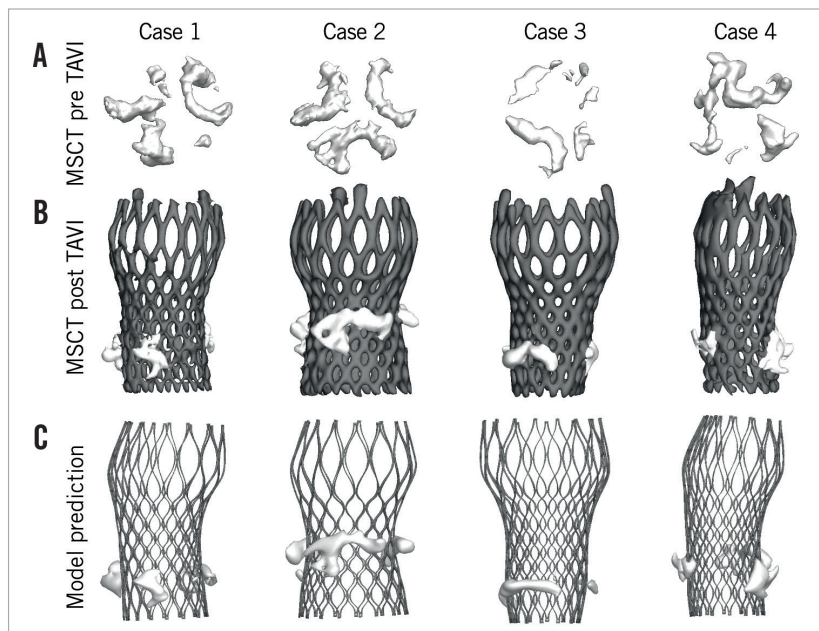 Case 1 Case 2 Case 3 Case 4
A MSCT pre TAVI
B MSCT post TAVI
C Model prediction